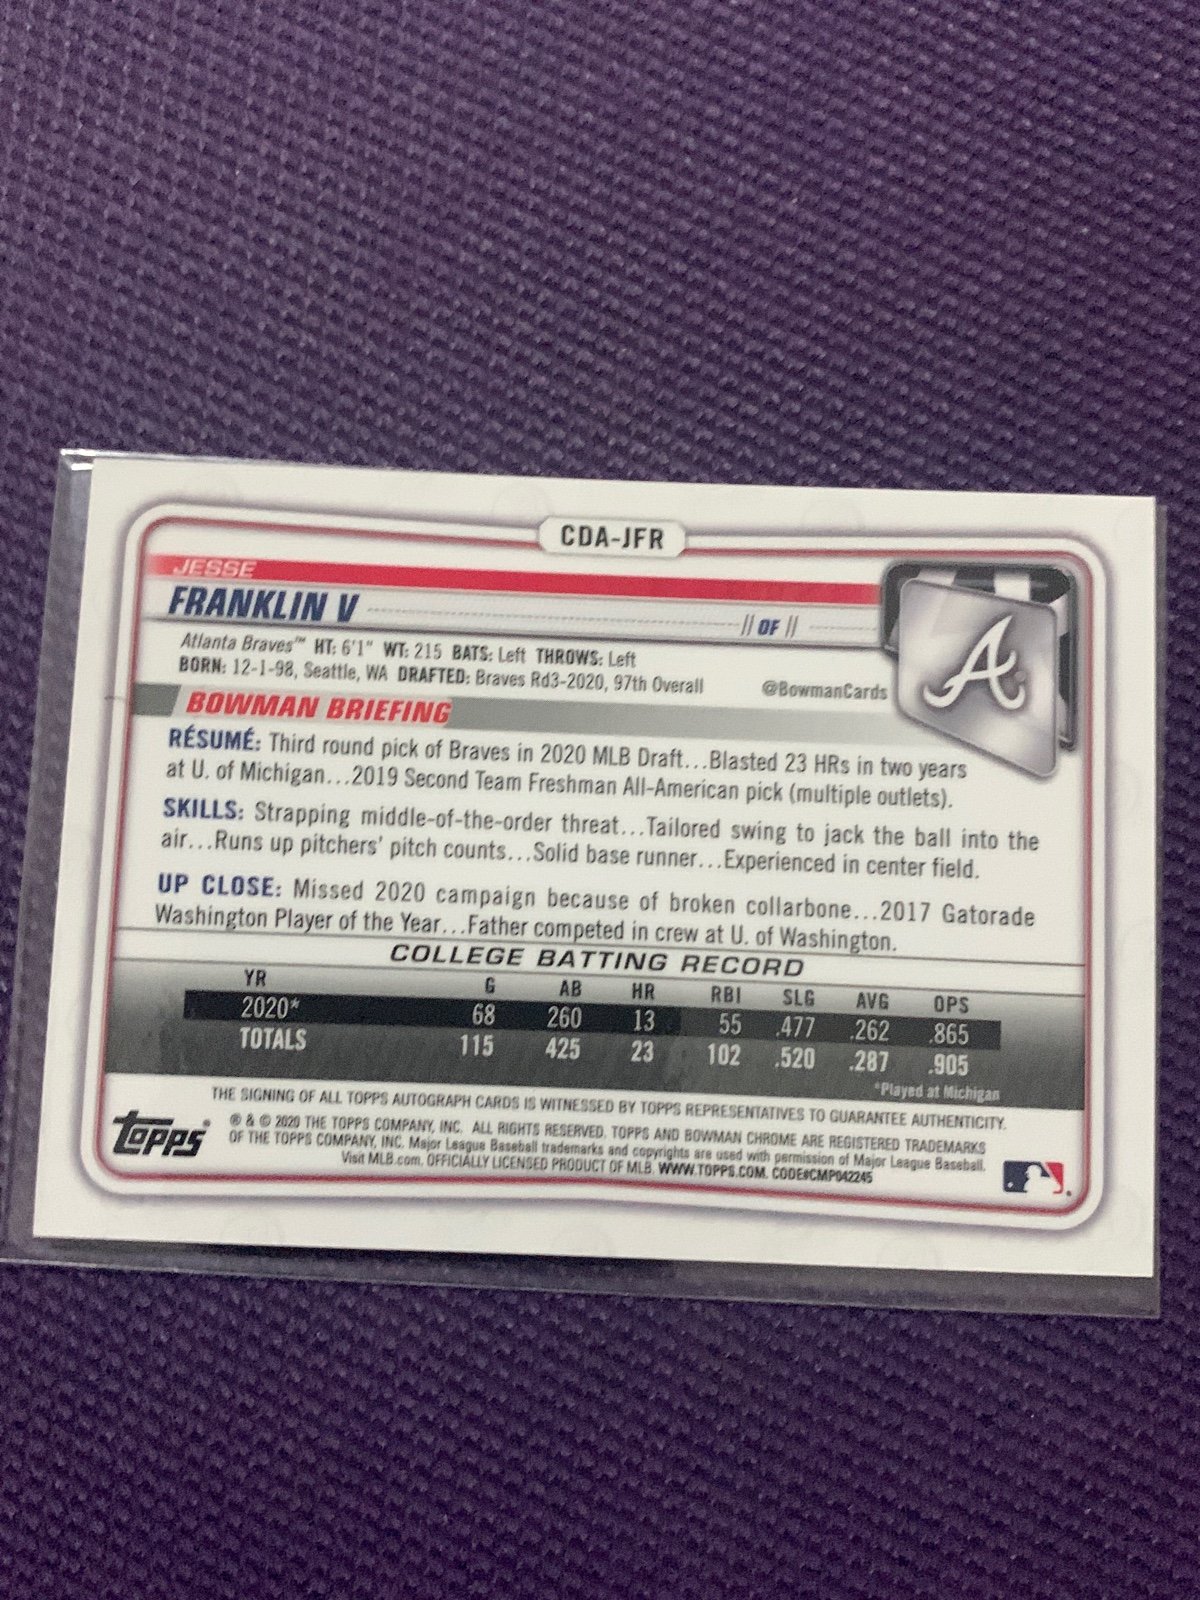 CDA-JFR
JESSE
FRANKLIN V
// OF //
Atlanta Braves™ HT: 6'1" WT: 215 BATS: Left THROWS: Left
BORN: 12-1-98, Seattle, WA DRAFTED: Braves Rd3-2020, 97th Overall
@BowmanCards
A
BOWMAN BRIEFING
RÉSUMÉ: Third round pick of Braves in 2020 MLB Draft...Blasted 23 HRs in two years
at U. of Michigan...2019 Second Team Freshman All-American pick (multiple outlets).
SKILLS: Strapping middle-of-the-order threat...Tailored swing to jack the ball into the
air...Runs up pitchers' pitch counts...Solid base runner...Experienced in center field.
UP CLOSE: Missed 2020 campaign because of broken collarbone...2017 Gatorade
Washington Player of the Year...Father competed in crew at U. of Washington.
COLLEGE BATTING RECORD
YR G AB HR RBI SLG AVG OPS
2020* 68 260 13 55 .477 .262 .865
TOTALS 115 425 23 102 .520 .287 .905
*Played at Michigan
THE SIGNING OF ALL TOPPS AUTOGRAPH CARDS IS WITNESSED BY TOPPS REPRESENTATIVES TO GUARANTEE AUTHENTICITY.
Topps®
® & © 2020 THE TOPPS COMPANY, INC. ALL RIGHTS RESERVED. TOPPS AND BOWMAN CHROME ARE REGISTERED TRADEMARKS
OF THE TOPPS COMPANY, INC. Major League Baseball trademarks and copyrights are used with permission of Major League Baseball.
Visit MLB.com. OFFICIALLY LICENSED PRODUCT OF MLB. WWW.TOPPS.COM. CODE#CMP042245